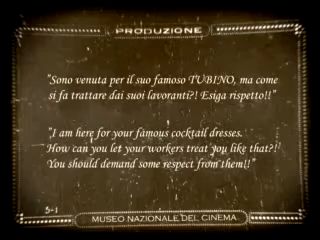 PRODUZIONE
"Sono venuta per il suo famoso TUBINO, ma come
si fa trattare dai suoi lavoranti?! Esiga rispetto!!"
"I am here for your famous cocktail dresses.
How can you let your workers treat you like that?!
You should demand some respect from them!!"
5-1
MUSEO NAZIONALE DEL CINEMA